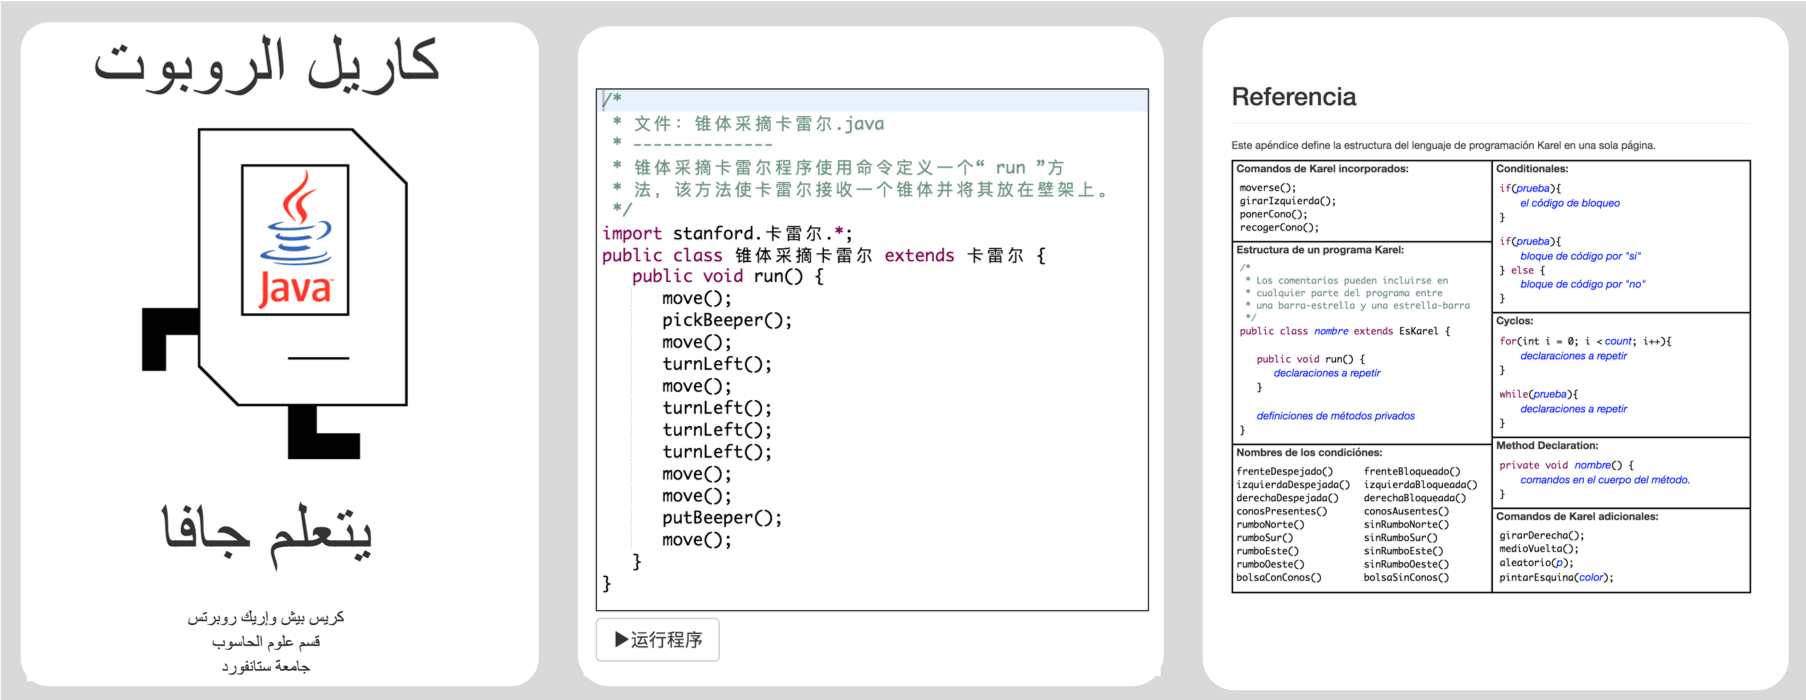 كاريل الروبوت
Java
يتعلم جافا
كريس بيش وإريك روبرتس
قسم علوم الحاسوب
جامعة ستانفورد
/*
* 文件: 锥体采摘卡雷尔.java
* --------------
* 锥体采摘卡雷尔程序使用命令定义一个“ run ”方
* 法，该方法使卡雷尔接收一个锥体并将其放在壁架上。
*/
import stanford.卡雷尔.*;
public class 锥体采摘卡雷尔 extends 卡雷尔 {
public void run() {
move();
pickBeeper();
move();
turnLeft();
move();
turnLeft();
turnLeft();
turnLeft();
move();
move();
putBeeper();
move();
}
}
▶运行程序
Referencia
Este apéndice define la estructura del lenguaje de programación Karel en una sola página.
Comandos de Karel incorporados:
moverse();
girarIzquierda();
ponerCono();
recogerCono();
Estructura de un programa Karel:
/*
* Los comentarios pueden incluirse en
* cualquier parte del programa entre
* una barra-estrella y una estrella-barra
*/
public class nombre extends EsKarel {
public void run() {
declaraciones a repetir
}
definiciones de métodos privados
}
Nombres de los condiciónes:
frenteDespejado() frenteBloqueado()
izquierdaDespejada() izquierdaBloqueada()
derechaDespejada() derechaBloqueada()
conosPresentes() conosAusentes()
rumboNorte() sinRumboNorte()
rumboSur() sinRumboSur()
rumboEste() sinRumboEste()
rumboOeste() sinRumboOeste()
bolsaConConos() bolsaSinConos()
Conditionales:
if(prueba){
el código de bloqueo
}
if(prueba){
bloque de código por "si"
} else {
bloque de código por "no"
}
Cyclos:
for(int i = 0; i < count; i++){
declaraciones a repetir
}
while(prueba){
declaraciones a repetir
}
Method Declaration:
private void nombre() {
comandos en el cuerpo del método.
}
Comandos de Karel adicionales:
girarDerecha();
medioVuelta();
aleatorio(p);
pintarEsquina(color);